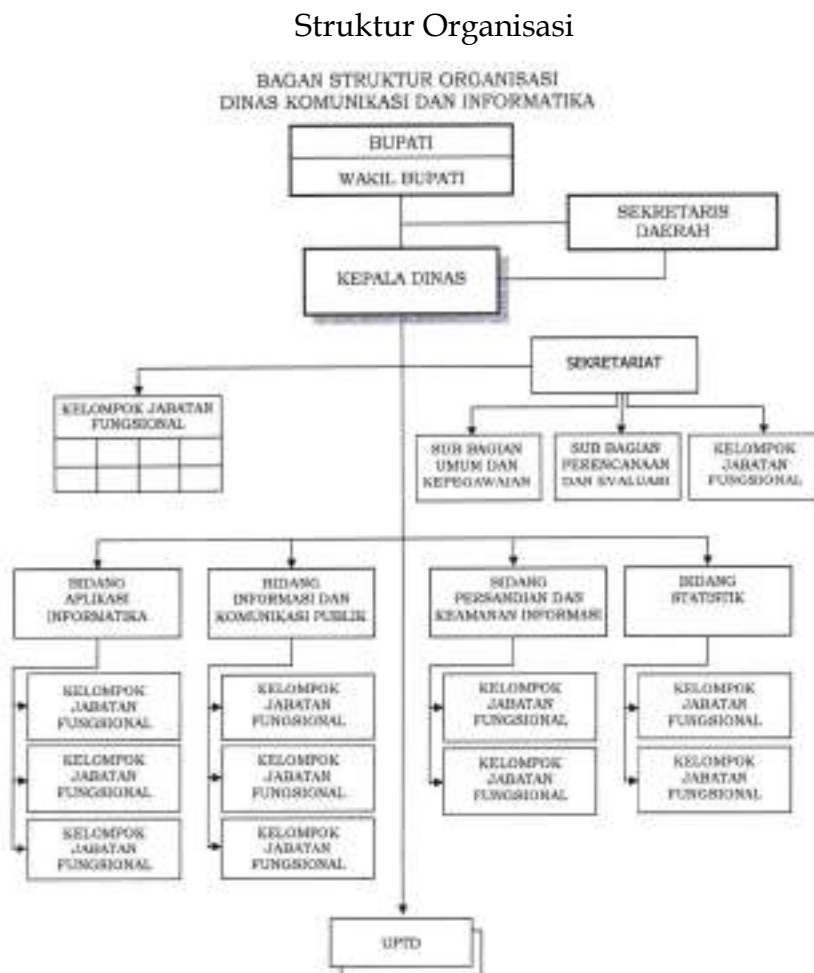 Struktur Organisasi
BAGAN STRUKTUR ORGANISASI
DINAS KOMUNIKASI DAN INFORMATIKA
BUPATI
WAKIL BUPATI
SEKRETARIS
DAERAH
KEPALA DINAS
SEKRETARIAT
KELOMPOK JABATAN
FUNGSIONAL
SUB BAGIAN
UMUM DAN
KEPEGAWAIAN
SUB BAGIAN
PERENCANAAN
DAN EVALUASI
KELOMPOK
JABATAN
FUNGSIONAL
BIDANG
APLIKASI
INFORMATIKA
BIDANG
INFORMASI DAN
KOMUNIKASI PUBLIK
BIDANG
PERSANDIAN DAN
KEAMANAN INFORMASI
BIDANG
STATISTIK
KELOMPOK
JABATAN
FUNGSIONAL
KELOMPOK
JABATAN
FUNGSIONAL
KELOMPOK
JABATAN
FUNGSIONAL
KELOMPOK
JABATAN
FUNGSIONAL
KELOMPOK
JABATAN
FUNGSIONAL
KELOMPOK
JABATAN
FUNGSIONAL
KELOMPOK
JABATAN
FUNGSIONAL
KELOMPOK
JABATAN
FUNGSIONAL
KELOMPOK
JABATAN
FUNGSIONAL
KELOMPOK
JABATAN
FUNGSIONAL
UPTD